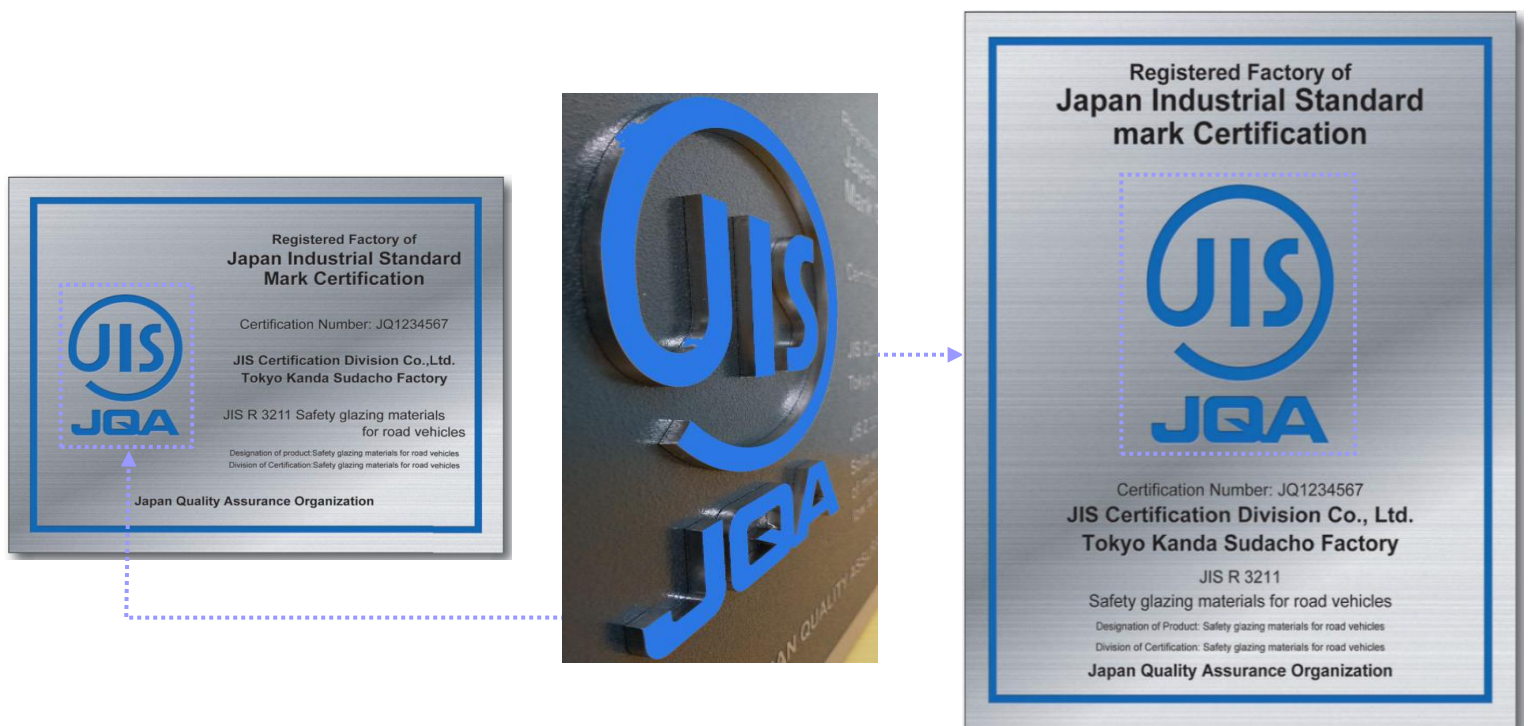 Registered Factory of
Japan Industrial Standard
Mark Certification
Certification Number: JQ1234567
JIS Certification Division Co.,Ltd.
Tokyo Kanda Sudacho Factory
JIS R 3211 Safety glazing materials
for road vehicles
Designation of product:Safety glazing materials for road vehicles
Division of Certification:Safety glazing materials for road vehicles
JIS
JQA
Japan Quality Assurance Organization
JIS
JQA
Registered Factory of
Japan Industrial Standard
mark Certification
JIS
JQA
Certification Number: JQ1234567
JIS Certification Division Co., Ltd.
Tokyo Kanda Sudacho Factory
JIS R 3211
Safety glazing materials for road vehicles
Designation of Product: Safety glazing materials for road vehicles
Division of Certification: Safety glazing materials for road vehicles
Japan Quality Assurance Organization